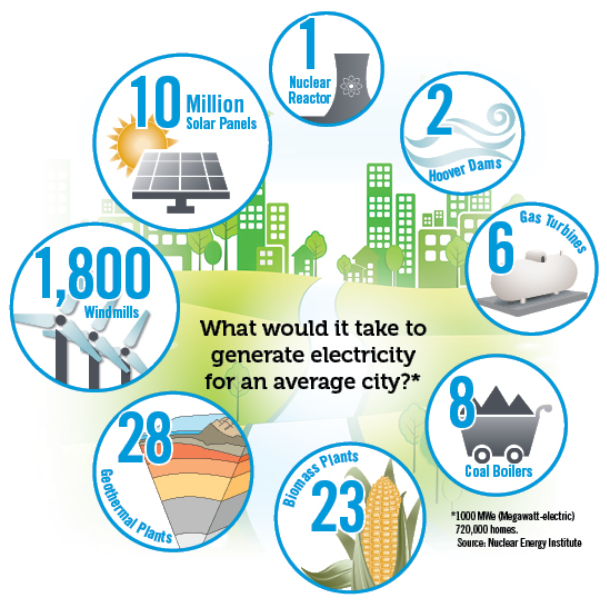 1
Nuclear
Reactor
2
Hoover Dams
6
Gas Turbines
8
Coal Boilers
Biomass Plants
23
28
Geothermal Plants
1,800
Windmills
10 Million
Solar Panels
What would it take to
generate electricity
for an average city?*
*1000 MWe (Megawatt-electric)
720,000 homes.
Source: Nuclear Energy Institute